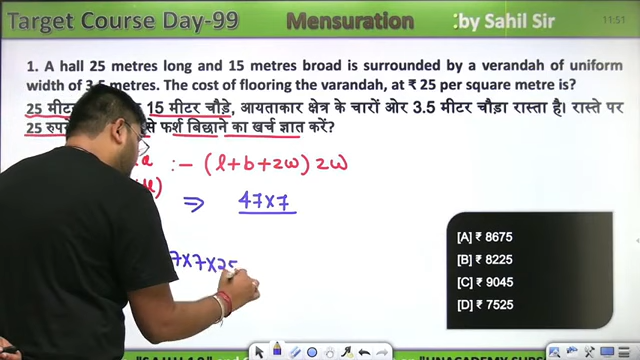 Target Course Day-99 Mensuration :by Sahil Sir 11:51
1. A hall 25 metres long and 15 metres broad is surrounded by a verandah of uniform
width of 3.5 metres. The cost of flooring the varandah, at ₹ 25 per square metre is?
25 मीटर 15 मीटर चौड़े, आयताकार क्षेत्र के चारों ओर 3.5 मीटर चौड़ा रास्ता है। रास्ते पर
25 रुपए से फर्श बिछाने का खर्च ज्ञात करें?
:- (l+b+2w) 2w
⇒ 47×7
7×7×25
[A] ₹ 8675
[B] ₹ 8225
[C] ₹ 9045
[D] ₹ 7525